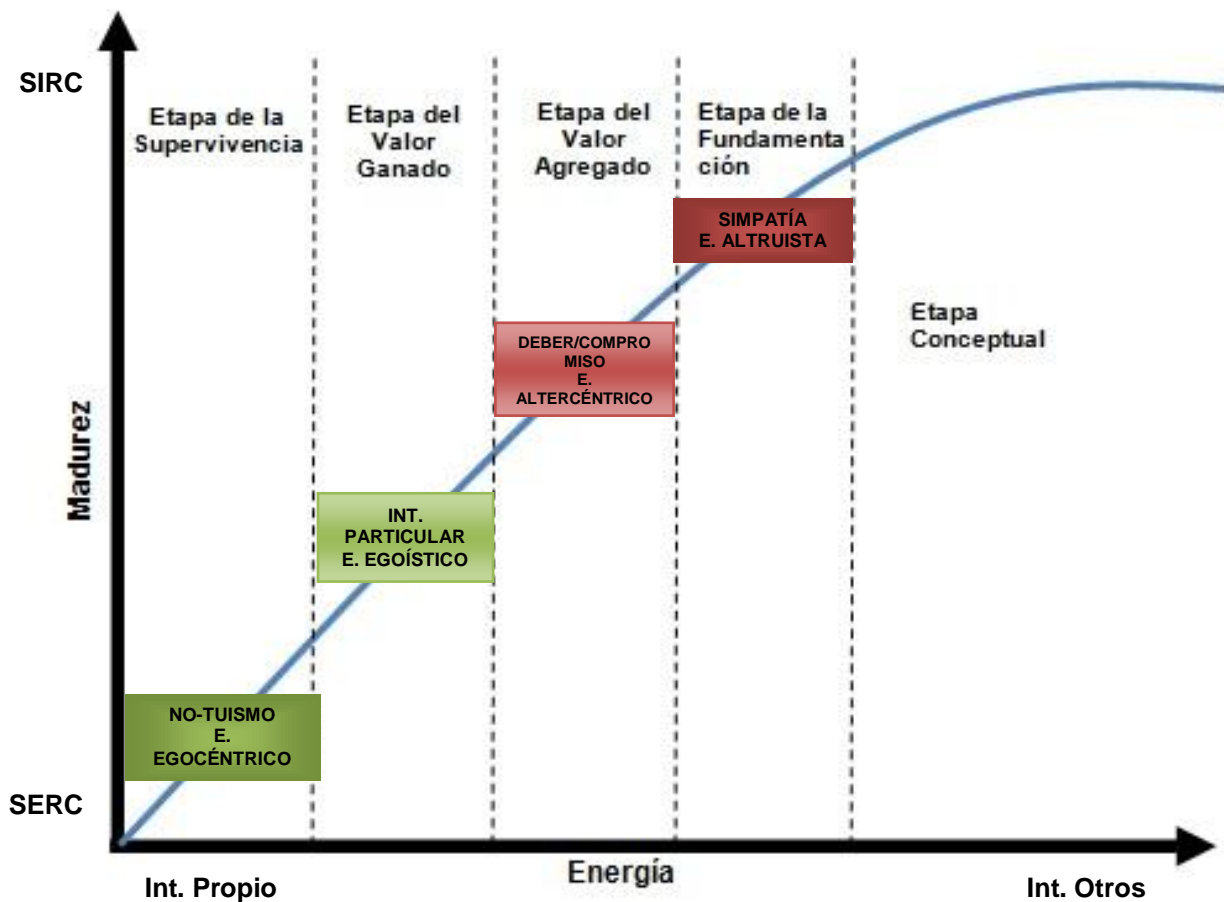 SIRC
Etapa de la
Supervivencia
Etapa del
Valor
Ganado
Etapa del
Valor
Agregado
Etapa de la
Fundamenta
ción
SIMPATÍA
E. ALTRUISTA
Etapa
Conceptual
DEBER/COMPRO
MISO
E.
ALTERCÉNTRICO
Madurez
INT.
PARTICULAR
E. EGOÍSTICO
NO-TUISMO
E.
EGOCÉNTRICO
SERC
Energía
Int. Propio
Int. Otros